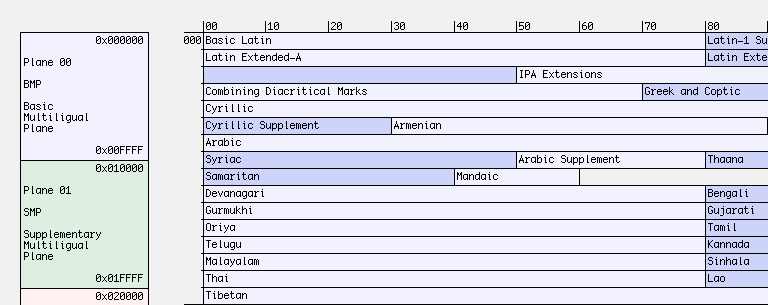 |00 |10 |20 |30 |40 |50 |60 |70 |80
0x000000
Plane 00
BMP
Basic
Multiligual
Plane
0x00FFFF
0x010000
Plane 01
SMP
Supplementary
Multiligual
Plane
0x01FFFF
0x020000
000 Basic Latin Latin-1 Su
Latin Extended-A Latin Exte
IPA Extensions
Combining Diacritical Marks Greek and Coptic
Cyrillic
Cyrillic Supplement Armenian
Arabic
Syriac Arabic Supplement Thaana
Samaritan Mandaic
Devanagari Bengali
Gurmukhi Gujarati
Oriya Tamil
Telugu Kannada
Malayalam Sinhala
Thai Lao
Tibetan